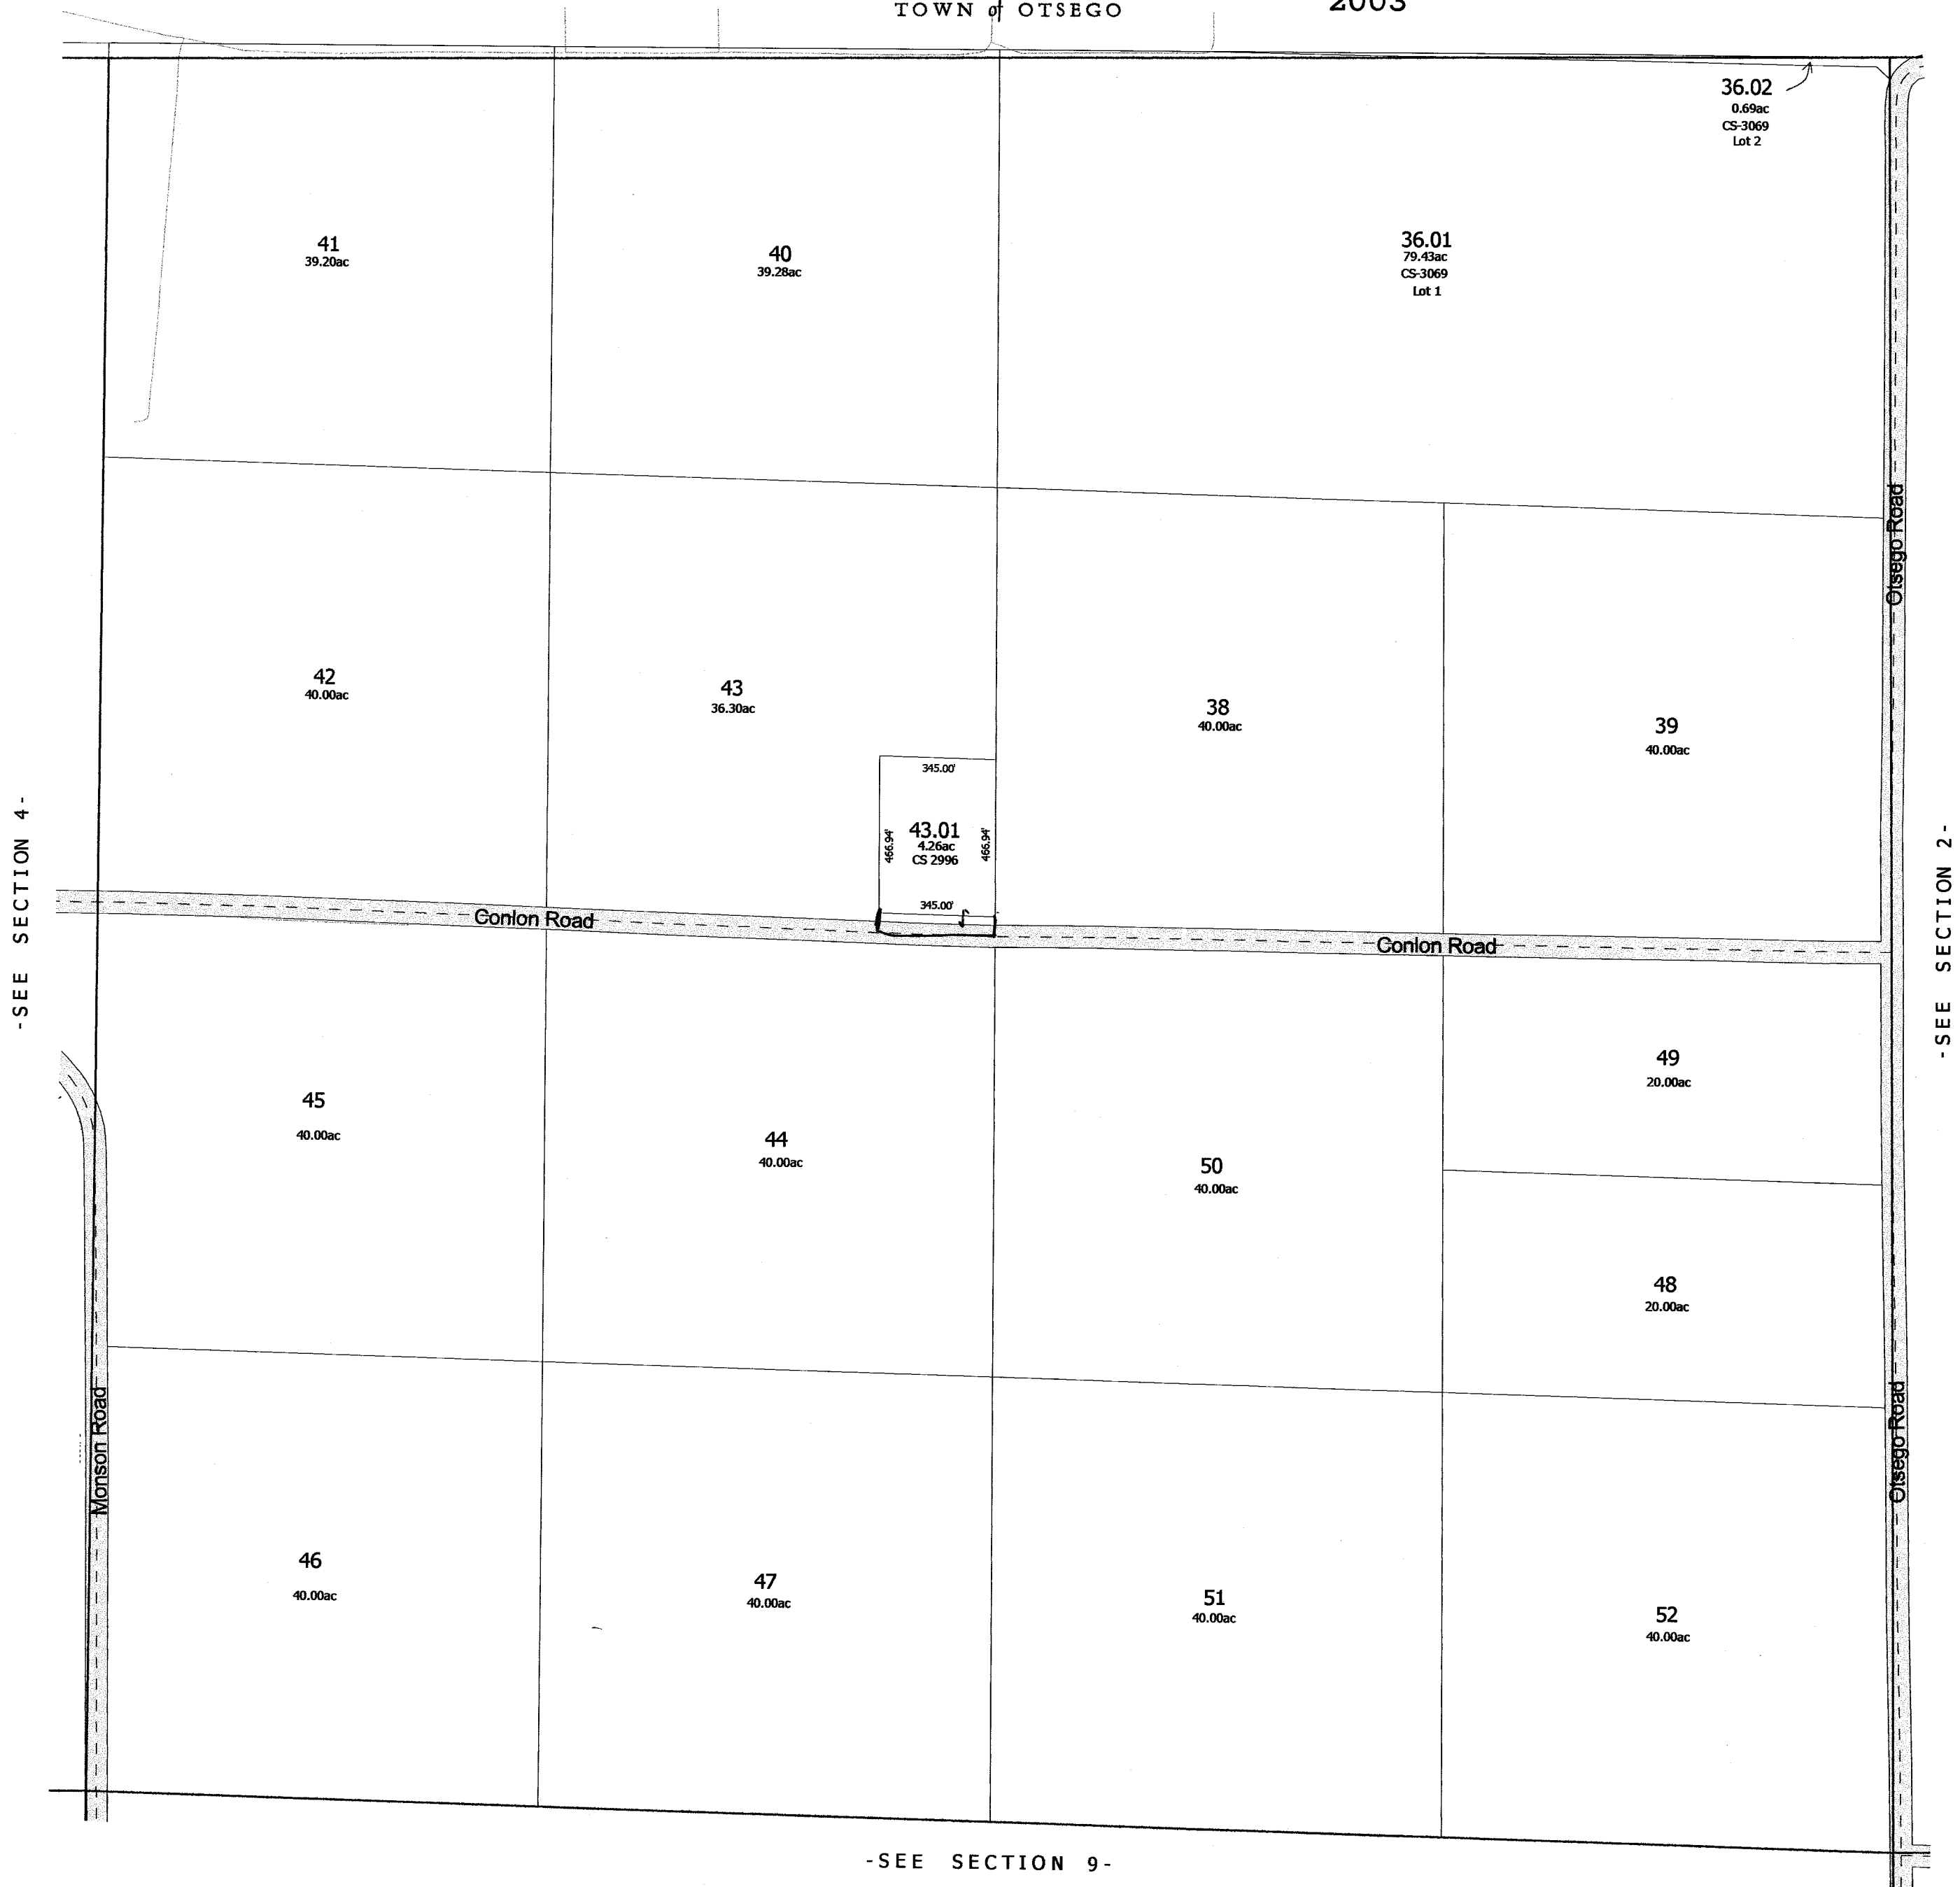 TOWN of OTSEGO
2003
36.02
0.69ac
CS-3069
Lot 2
41
39.20ac
40
39.28ac
36.01
79.43ac
CS-3069
Lot 1
Otsego Road
42
40.00ac
43
36.30ac
38
40.00ac
39
40.00ac
345.00'
466.94'
43.01
4.26ac
CS 2996
466.94'
345.00'
-SEE SECTION 4-
-SEE SECTION 2-
Conlon Road
Conlon Road
45
40.00ac
44
40.00ac
50
40.00ac
49
20.00ac
48
20.00ac
Monson Road
Otsego Road
46
40.00ac
47
40.00ac
51
40.00ac
52
40.00ac
-SEE SECTION 9-